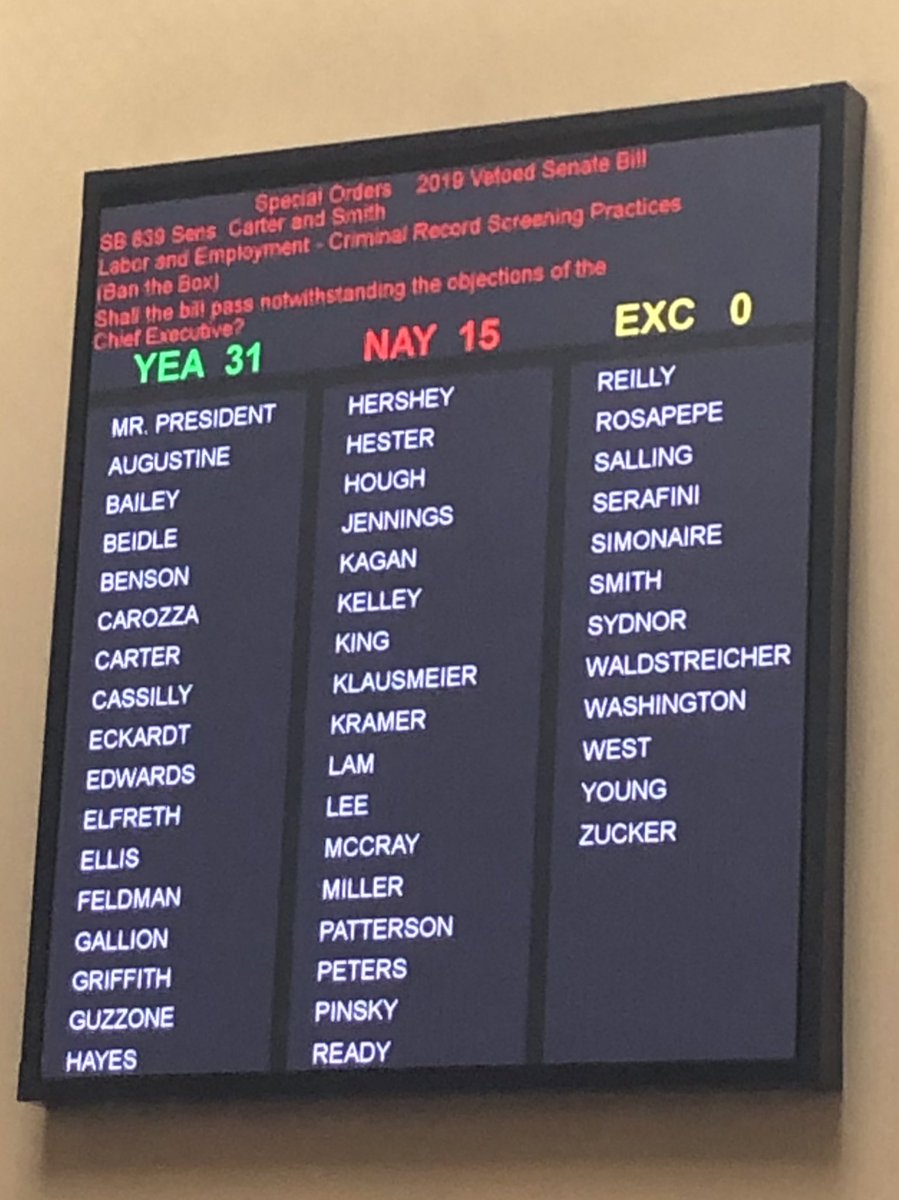 Special Orders 2019 Vetoed Senate Bill
SB 839 Sens Carter and Smith
Labor and Employment - Criminal Record Screening Practices
(Ban the Box)
Shall the bill pass notwithstanding the objections of the
Chief Executive?
YEA 31 NAY 15 EXC 0
MR. PRESIDENT
AUGUSTINE
BAILEY
BEIDLE
BENSON
CAROZZA
CARTER
CASSILLY
ECKARDT
EDWARDS
ELFRETH
ELLIS
FELDMAN
GALLION
GRIFFITH
GUZZONE
HAYES
HERSHEY
HESTER
HOUGH
JENNINGS
KAGAN
KELLEY
KING
KLAUSMEIER
KRAMER
LAM
LEE
MCCRAY
MILLER
PATTERSON
PETERS
PINSKY
READY
REILLY
ROSAPEPE
SALLING
SERAFINI
SIMONAIRE
SMITH
SYDNOR
WALDSTREICHER
WASHINGTON
WEST
YOUNG
ZUCKER